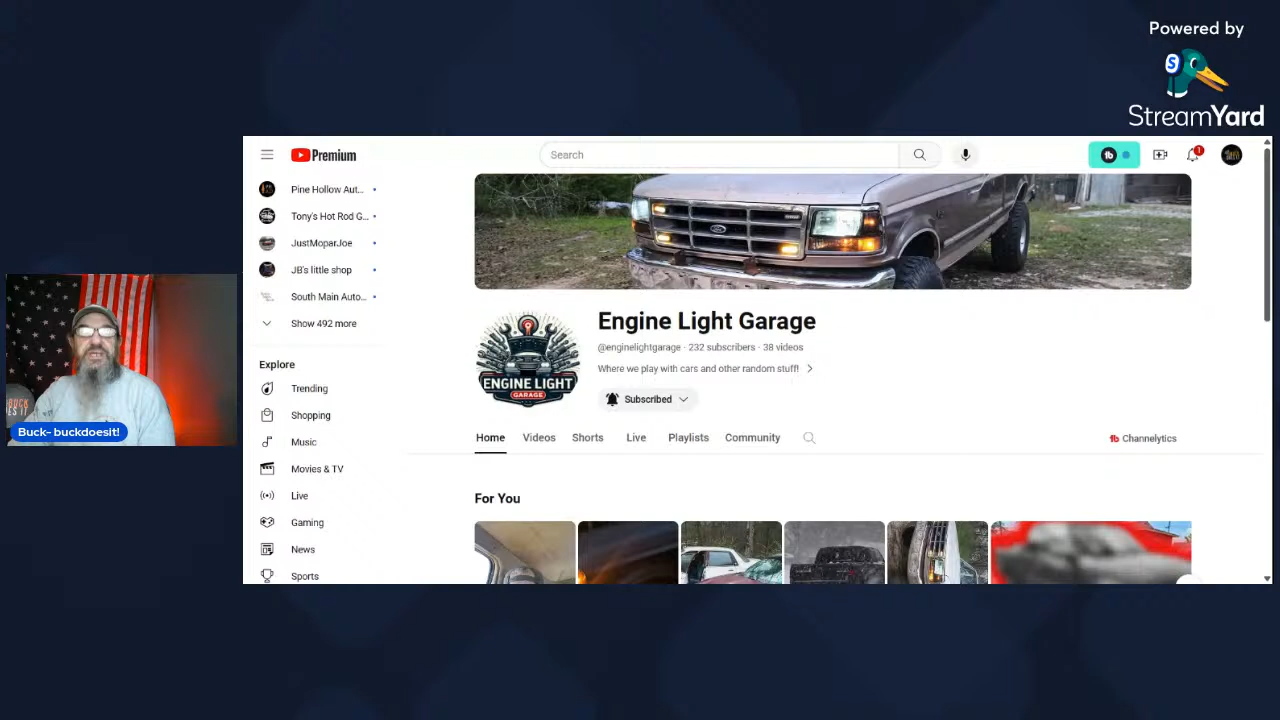 Powered by
StreamYard
Premium
Search
1
Pine Hollow Aut...
Tony's Hot Rod G...
JustMoparJoe
JB's little shop
South Main Auto...
Show 492 more
Explore
Trending
Shopping
Music
Movies & TV
Live
Gaming
News
Sports
Engine Light Garage
@enginelightgarage · 232 subscribers · 38 videos
Where we play with cars and other random stuff!
Subscribed
ENGINE LIGHT
GARAGE
Home Videos Shorts Live Playlists Community
Channelytics
For You
Buck- buckdoesit!